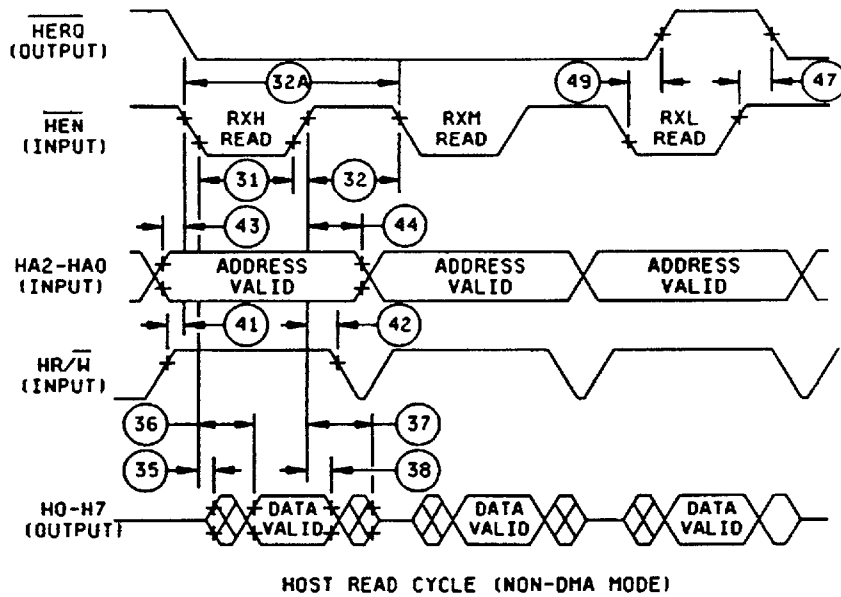 HERQ
(OUTPUT)
32A
49
47
HEN
(INPUT)
RXH
READ
RXM
READ
RXL
READ
31
32
43
44
HA2-HA0
(INPUT)
ADDRESS
VALID
ADDRESS
VALID
ADDRESS
VALID
41
42
HR/W
(INPUT)
36
37
35
38
H0-H7
(OUTPUT)
DATA
VALID
DATA
VALID
DATA
VALID
HOST READ CYCLE (NON-DMA MODE)